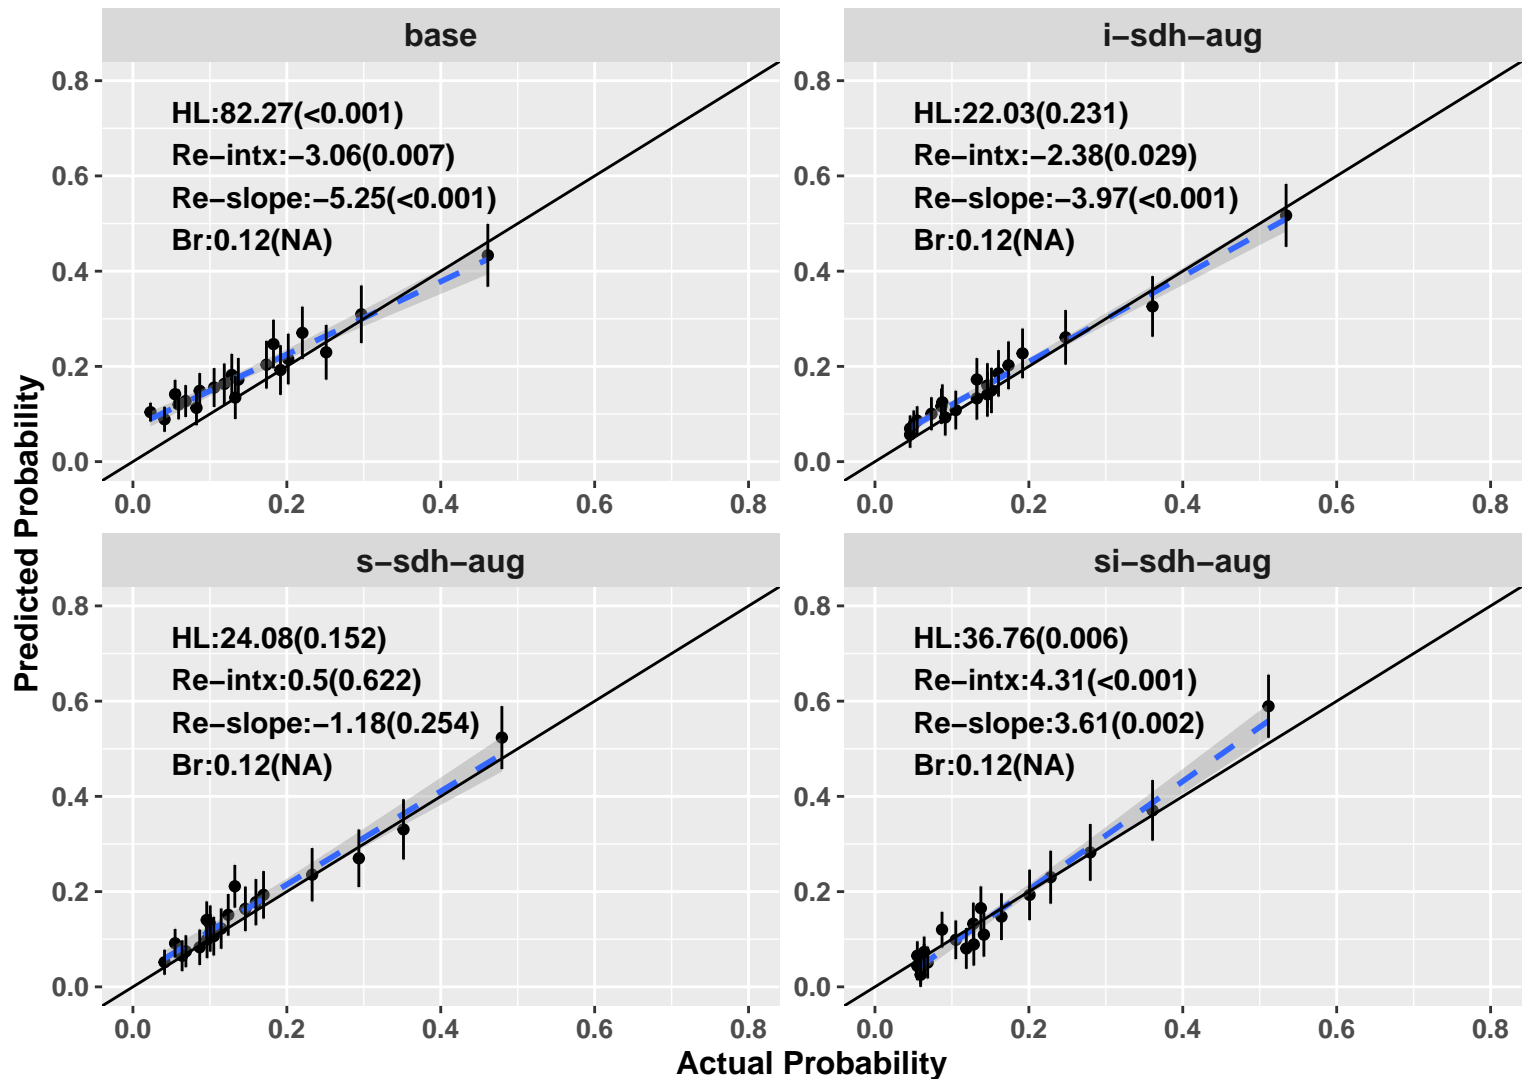 base
0.8
0.6
0.4
0.2
0.0
HL:82.27(<0.001)
Re−intx:−3.06(0.007)
Re−slope:−5.25(<0.001)
Br:0.12(NA)
0.0 0.2 0.4 0.6 0.8
i−sdh−aug
0.8
0.6
0.4
0.2
0.0
HL:22.03(0.231)
Re−intx:−2.38(0.029)
Re−slope:−3.97(<0.001)
Br:0.12(NA)
0.0 0.2 0.4 0.6 0.8
Predicted Probability
s−sdh−aug
0.8
0.6
0.4
0.2
0.0
HL:24.08(0.152)
Re−intx:0.5(0.622)
Re−slope:−1.18(0.254)
Br:0.12(NA)
0.0 0.2 0.4 0.6 0.8
si−sdh−aug
0.8
0.6
0.4
0.2
0.0
HL:36.76(0.006)
Re−intx:4.31(<0.001)
Re−slope:3.61(0.002)
Br:0.12(NA)
0.0 0.2 0.4 0.6 0.8
Actual Probability